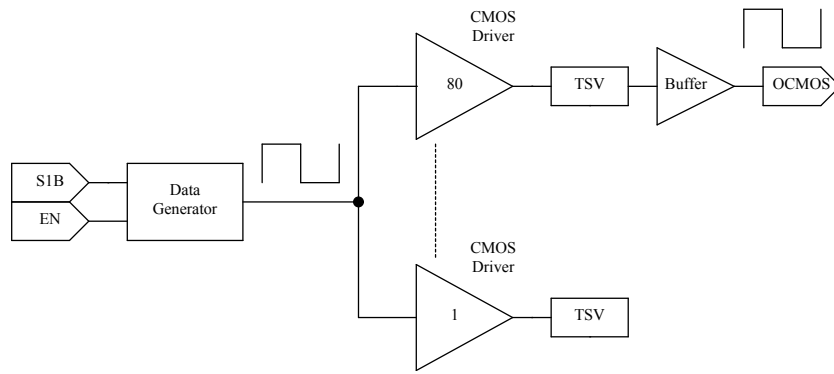 CMOS
Driver
80
TSV
Buffer
OCMOS
S1B
EN
Data
Generator
CMOS
Driver
1
TSV